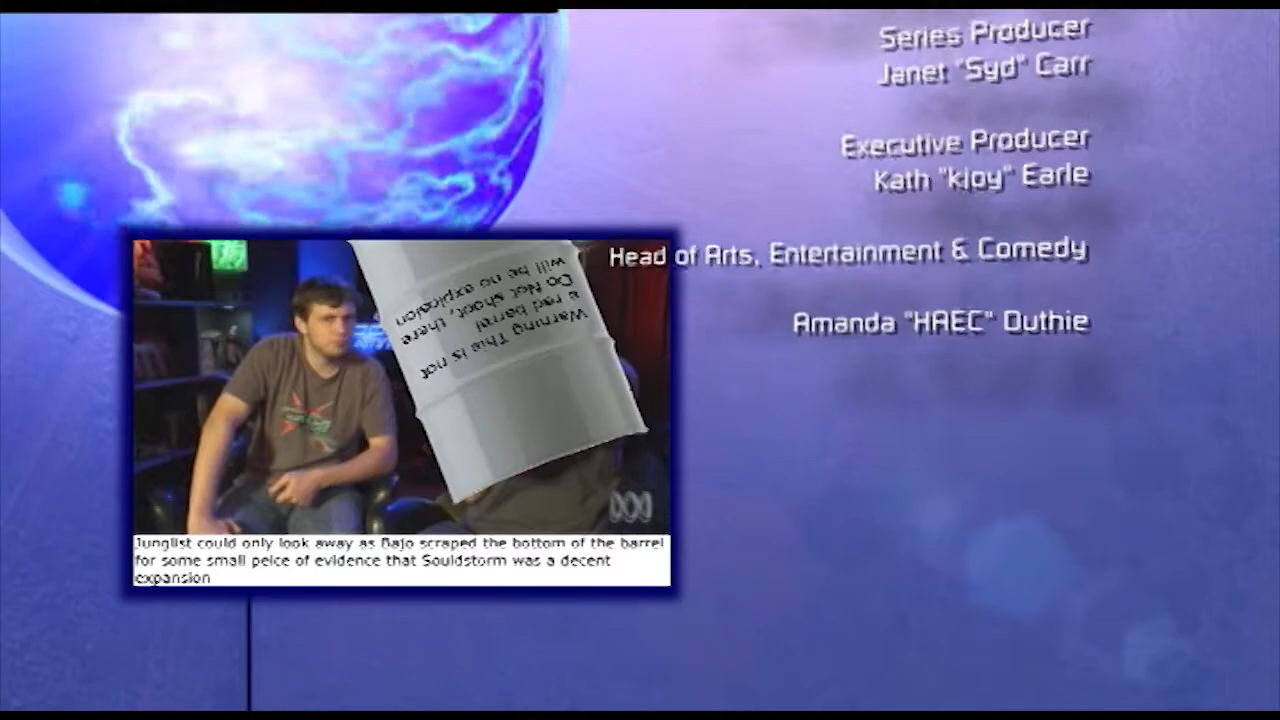 Series Producer
Janet "Syd" Carr
Executive Producer
Kath "kjoy" Earle
Head of Arts, Entertainment & Comedy
Amanda "HAEC" Duthie
Warning This is not
a red barrel
Do Not shoot, there
will be no explosion
Junglist could only look away as Bajo scraped the bottom of the barrel
for some small peice of evidence that Souldstorm was a decent
expansion